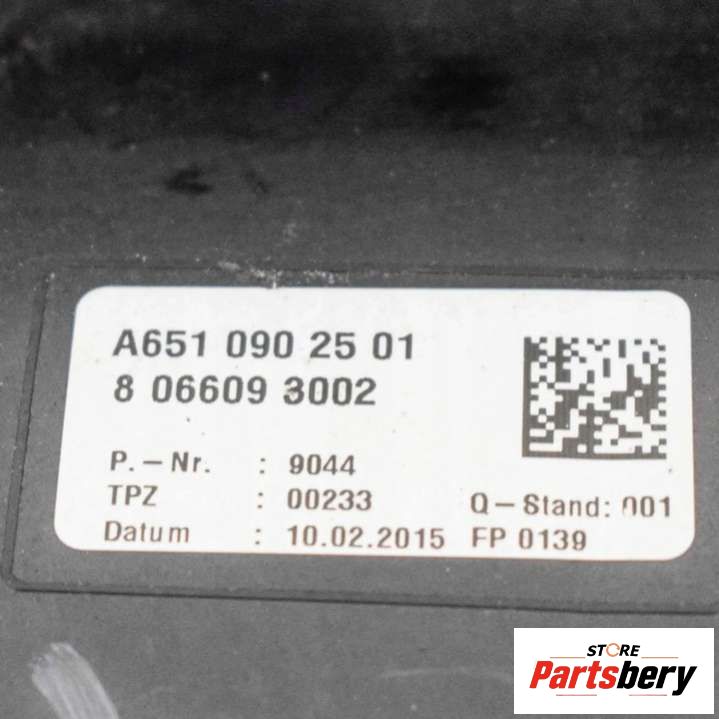 A651 090 25 01
8 066093 3002
P.-Nr. : 9044
TPZ : 00233 Q-Stand: 001
Datum : 10.02.2015 FP 0139
STORE
Partsbery